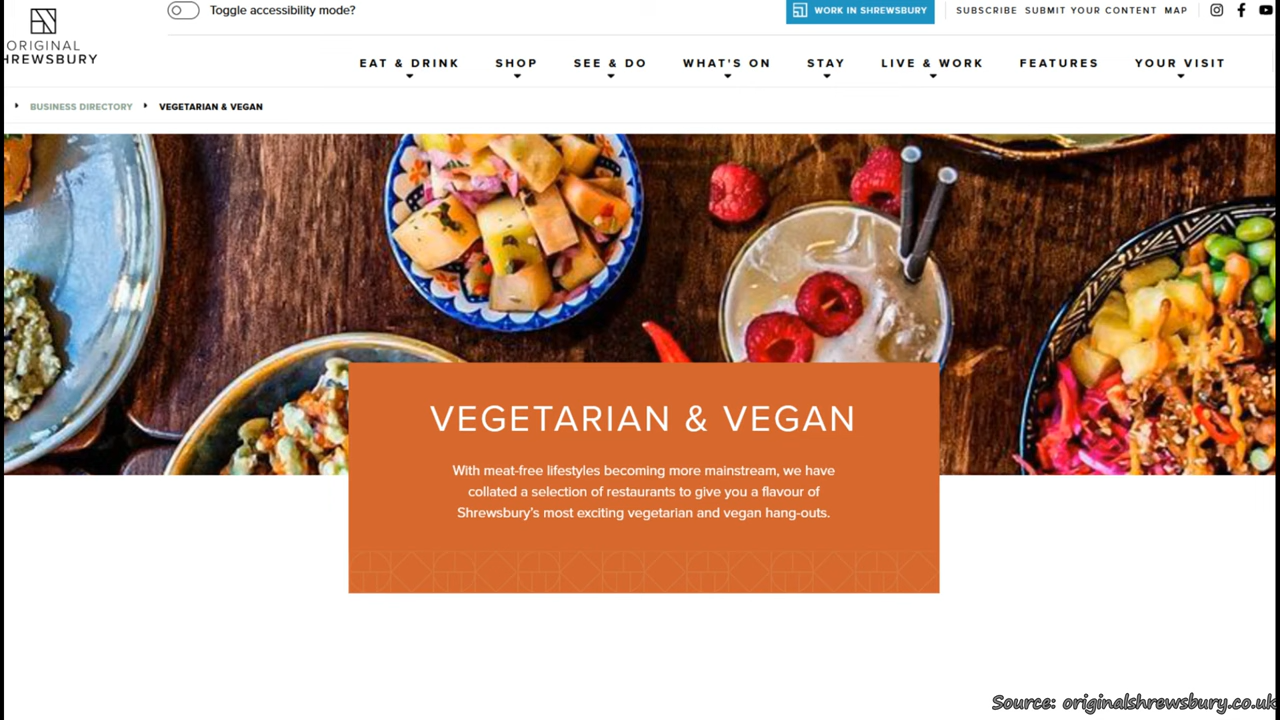 Toggle accessibility mode?
WORK IN SHREWSBURY
SUBSCRIBE SUBMIT YOUR CONTENT MAP
ORIGINAL
HREWSBURY
EAT & DRINK SHOP SEE & DO WHAT'S ON STAY LIVE & WORK FEATURES YOUR VISIT
BUSINESS DIRECTORY VEGETARIAN & VEGAN
VEGETARIAN & VEGAN
With meat-free lifestyles becoming more mainstream, we have
collated a selection of restaurants to give you a flavour of
Shrewsbury's most exciting vegetarian and vegan hang-outs.
Source: originalshrewsbury.co.uk